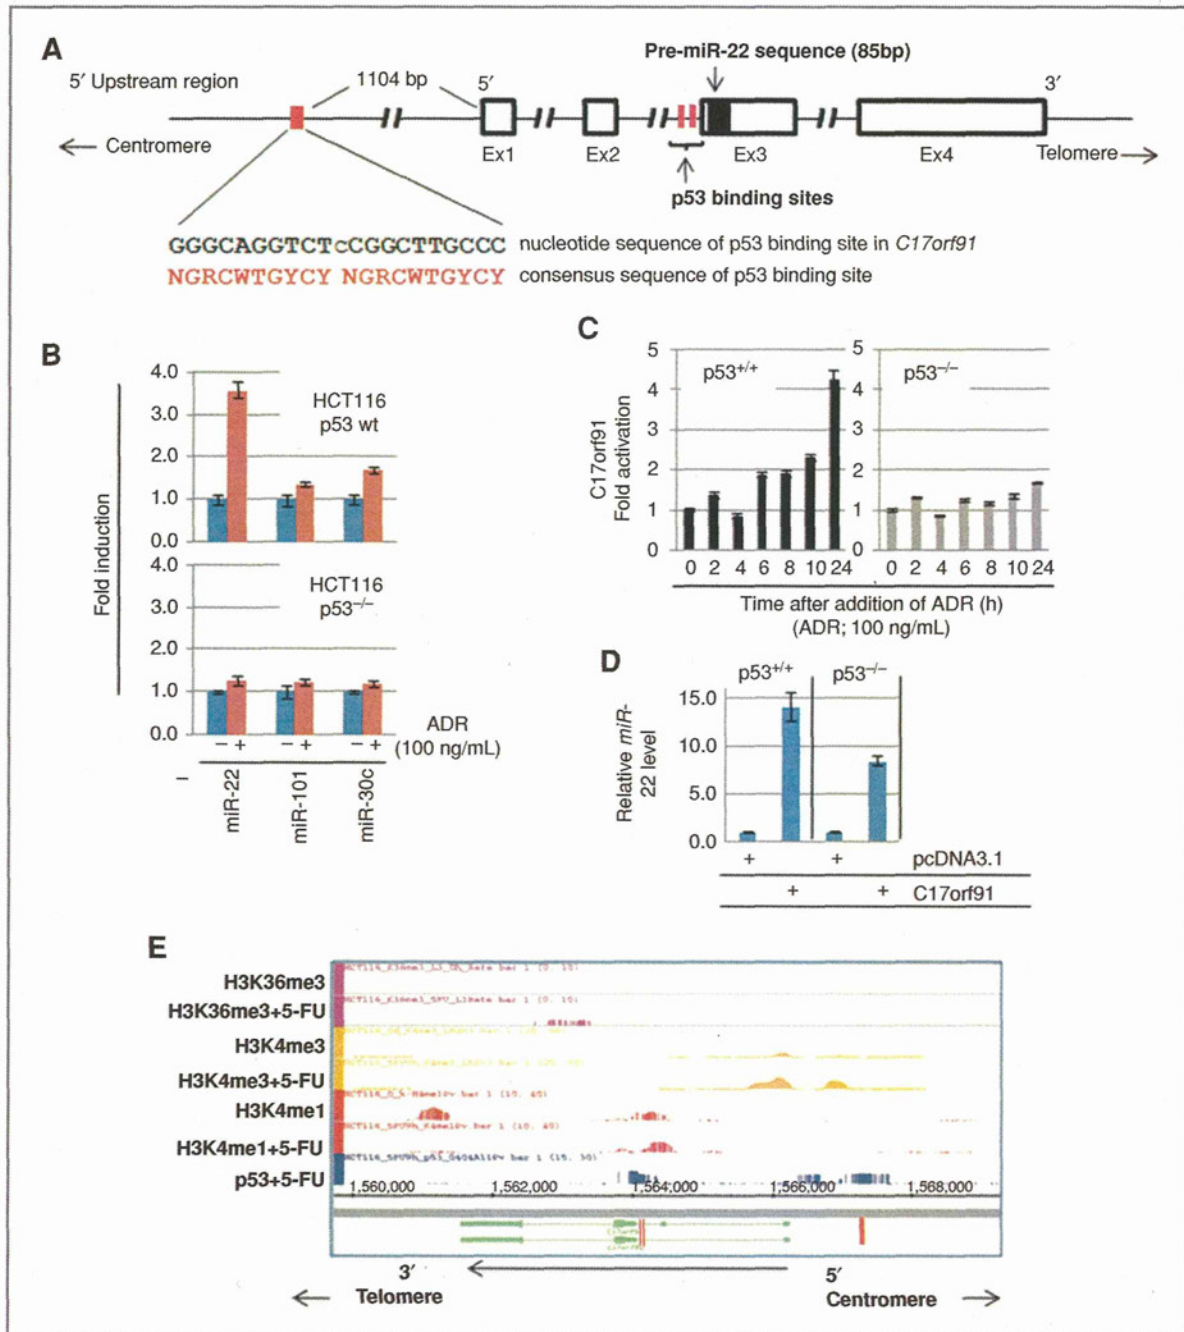 A
Pre-miR-22 sequence (85bp)
5′ Upstream region
1104 bp
5′
3′
Centromere
Ex1
Ex2
Ex3
Ex4
Telomere
p53 binding sites
GGGCAGGTCTcCGGCTTGCCC nucleotide sequence of p53 binding site in C17orf91
NGRCWTGYCY NGRCWTGYCY consensus sequence of p53 binding site
B
Fold induction
4.0
3.0
2.0
1.0
0.0
HCT116
p53 wt
4.0
3.0
2.0
1.0
0.0
HCT116
p53−/−
− + − + − +
ADR
(100 ng/mL)
−
miR-22
miR-101
miR-30c
C
C17orf91
Fold activation
5
4
3
2
1
0
p53+/+
0 2 4 6 8 10 24
5
4
3
2
1
0
p53−/−
0 2 4 6 8 10 24
Time after addition of ADR (h)
(ADR; 100 ng/mL)
D
p53+/+ p53−/−
Relative miR-
22 level
15.0
10.0
5.0
0.0
+ + pcDNA3.1
+ + C17orf91
E
H3K36me3
H3K36me3+5-FU
H3K4me3
H3K4me3+5-FU
H3K4me1
H3K4me1+5-FU
p53+5-FU
1,560,000 1,562,000 1,564,000 1,566,000 1,568,000
3′ 5′
Telomere Centromere